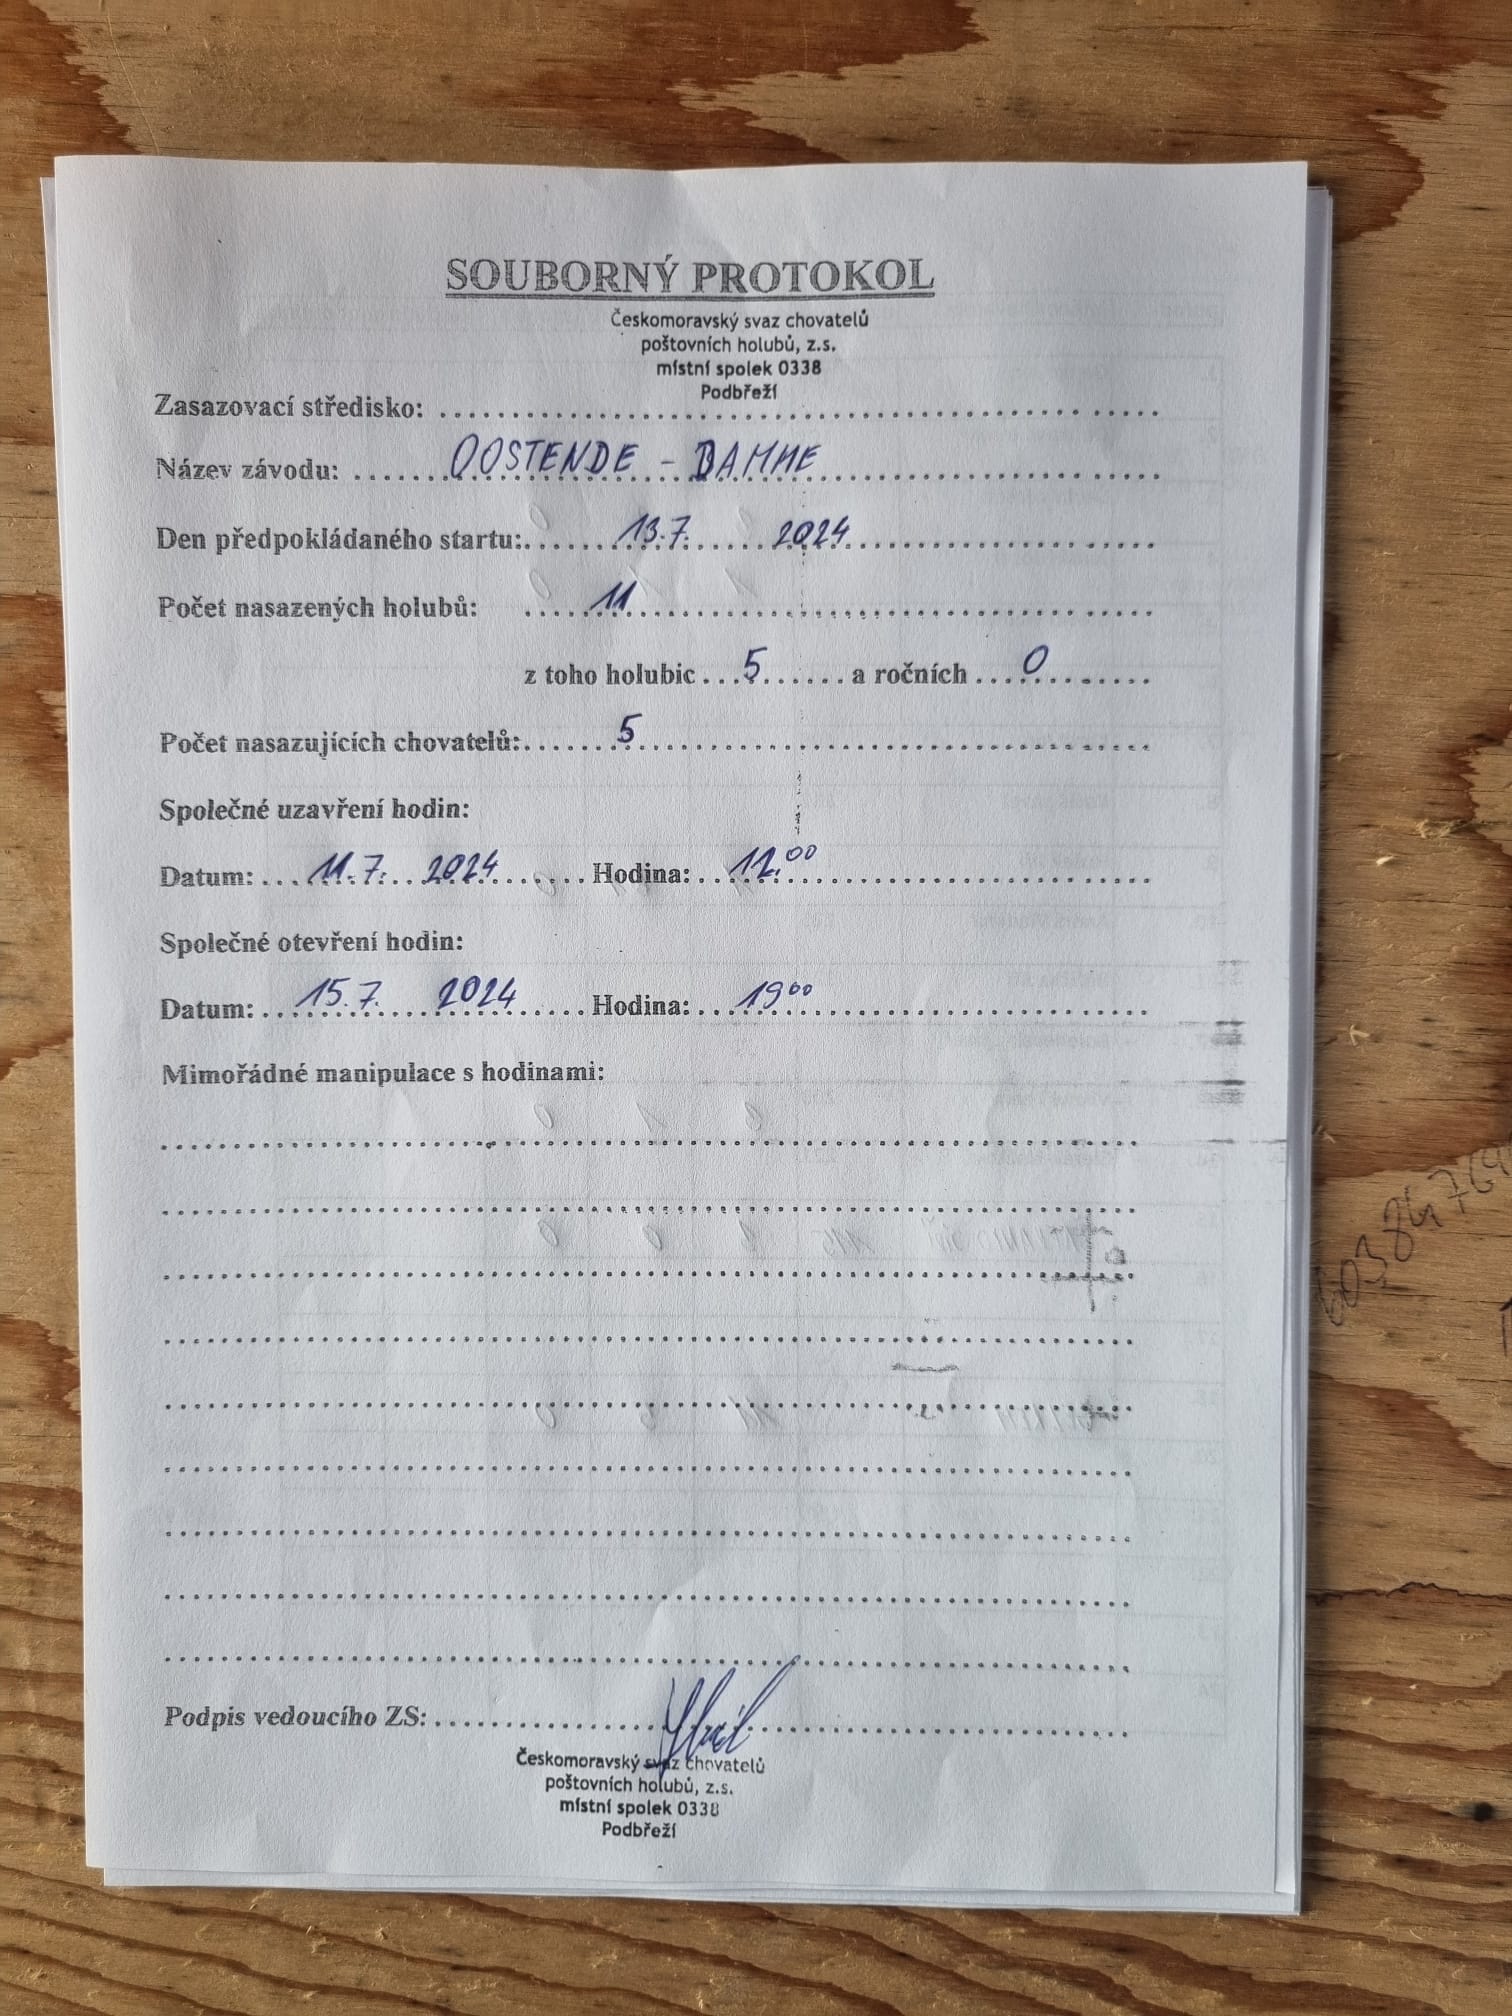 SOUBORNÝ PROTOKOL
Českomoravský svaz chovatelů
poštovních holubů, z.s.
místní spolek 0338
Podbřeží
Zasazovací středisko:
Název závodu: OOSTENDE - DAMME
Den předpokládaného startu: 13.7. 2024
Počet nasazených holubů: 11
z toho holubic 5 a ročních 0
Počet nasazujících chovatelů: 5
Společné uzavření hodin:
Datum: 11.7. 2024 Hodina: 12.00
Společné otevření hodin:
Datum: 15.7. 2024 Hodina: 19 00
Mimořádné manipulace s hodinami:
Podpis vedoucího ZS:
Českomoravský svaz chovatelů
poštovních holubů, z.s.
místní spolek 0338
Podbřeží